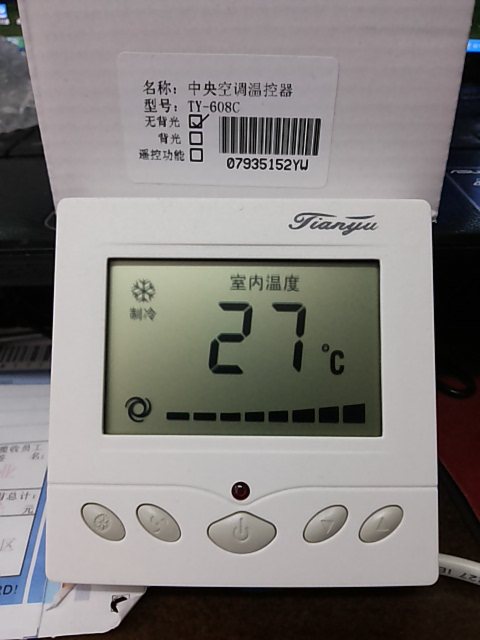 名称：中央空调温控器
型号：TY-608C
无背光
背光
遥控功能
07935152YW
Tianyu
室内温度
制冷
27°C